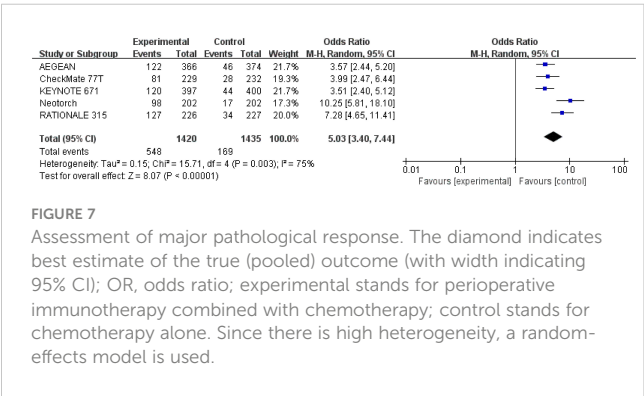 Experimental Control Odds Ratio Odds Ratio
Study or Subgroup Events Total Events Total Weight M-H, Random, 95% CI M-H, Random, 95% CI
AEGEAN 122 366 46 374 21.7% 3.57 [2.44, 5.20]
CheckMate 77T 81 229 28 232 19.3% 3.99 [2.47, 6.44]
KEYNOTE 671 120 397 44 400 21.7% 3.51 [2.40, 5.12]
Neotorch 98 202 17 202 17.3% 10.25 [5.81, 18.10]
RATIONALE 315 127 226 34 227 20.0% 7.28 [4.65, 11.41]
Total (95% CI) 1420 1435 100.0% 5.03 [3.40, 7.44]
Total events 548 169
Heterogeneity: Tau² = 0.15; Chi² = 15.71, df = 4 (P = 0.003); I² = 75%
Test for overall effect: Z = 8.07 (P < 0.00001)
0.01 0.1 1 10 100
Favours [experimental] Favours [control]
FIGURE 7
Assessment of major pathological response. The diamond indicates
best estimate of the true (pooled) outcome (with width indicating
95% CI); OR, odds ratio; experimental stands for perioperative
immunotherapy combined with chemotherapy; control stands for
chemotherapy alone. Since there is high heterogeneity, a random-
effects model is used.